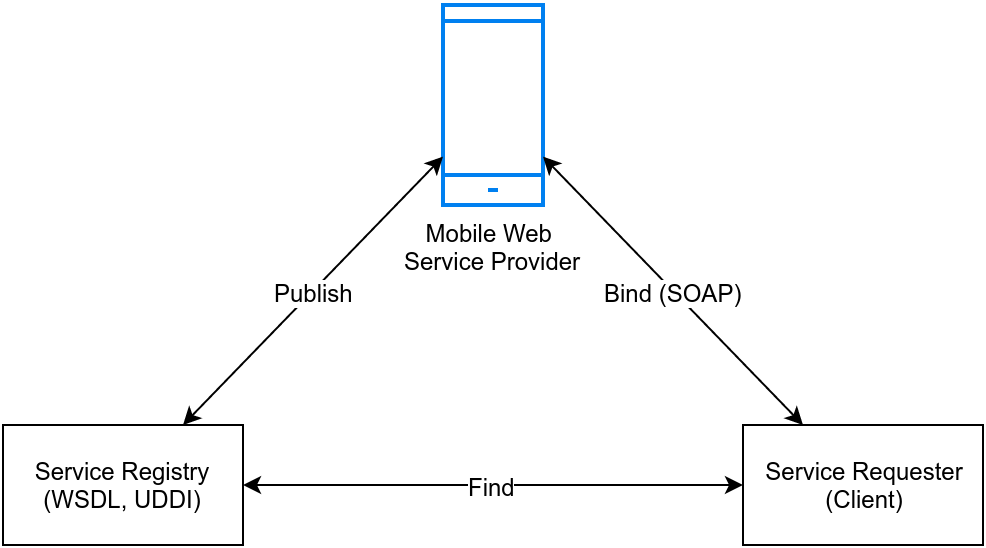 Mobile Web
Service Provider
Publish
Bind (SOAP)
Service Registry
(WSDL, UDDI)
Find
Service Requester
(Client)